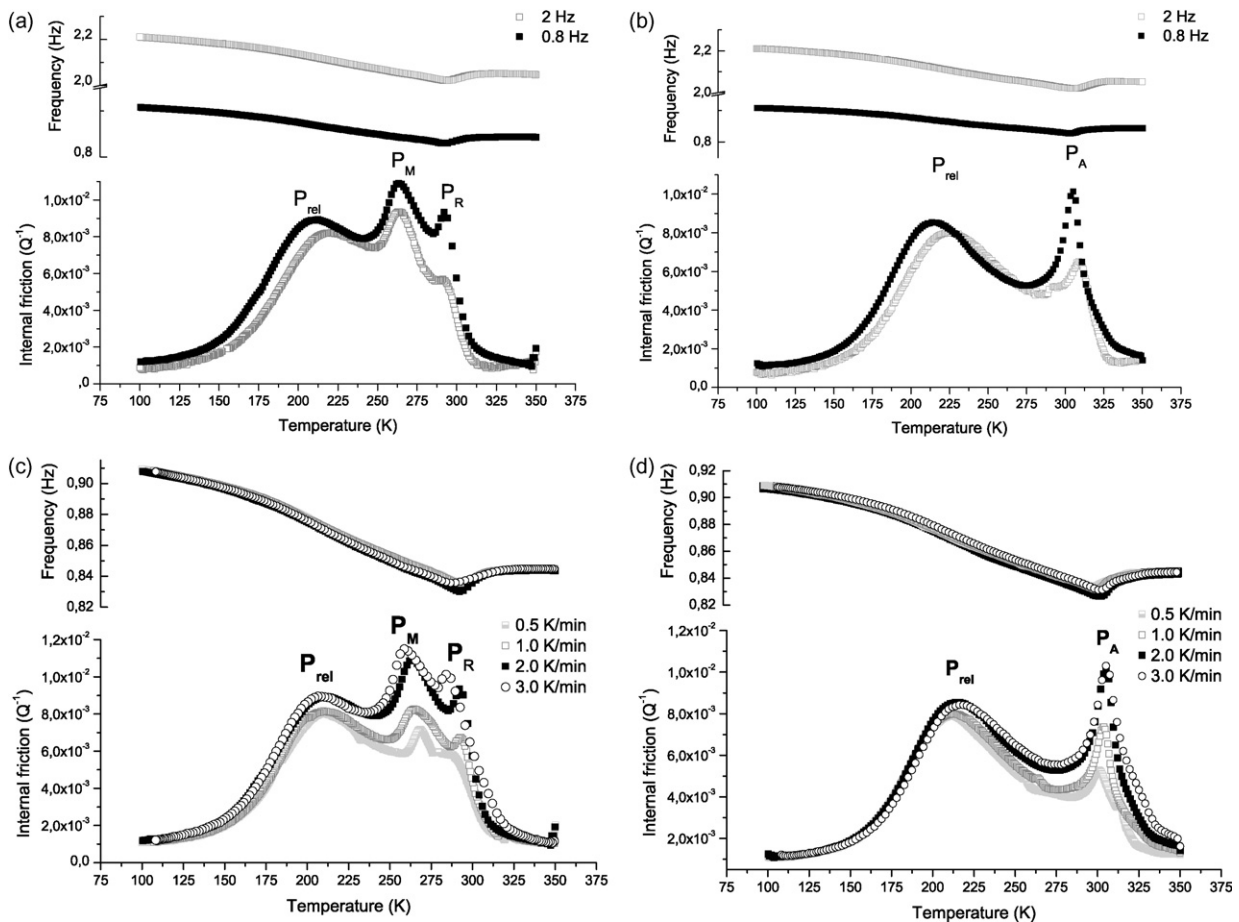 (a)
2 Hz
0.8 Hz
Frequency (Hz)
2,2
2,0
0,8
Internal friction (Q⁻¹)
1,0x10⁻²
8,0x10⁻³
6,0x10⁻³
4,0x10⁻³
2,0x10⁻³
,0
P_rel
P_M
P_R
75 100 125 150 175 200 225 250 275 300 325 350 375
Temperature (K)
(b)
2 Hz
0.8 Hz
Frequency (Hz)
2,2
2,0
0,8
Internal friction (Q⁻¹)
1,0x10⁻²
8,0x10⁻³
6,0x10⁻³
4,0x10⁻³
2,0x10⁻³
0,0
P_rel
P_A
75 100 125 150 175 200 225 250 275 300 325 350 375
Temperature (K)
(c)
Frequency (Hz)
0,90
0,88
0,84
0,82
0.5 K/min
1.0 K/min
2.0 K/min
3.0 K/min
Internal friction (Q⁻¹)
1,2x10⁻²
1,0x10⁻²
8,0x10⁻³
6,0x10⁻³
4,0x10⁻³
2,0x10⁻³
0,0
P_rel
P_M
P_R
75 100 125 150 175 200 225 250 275 300 325 350 375
Temperature (K)
(d)
Frequency (Hz)
0,92
0,90
0,88
0,86
0,84
0,82
0.5 K/min
1.0 K/min
2.0 K/min
3.0 K/min
Internal friction (Q⁻¹)
1,2x10⁻²
1,0x10⁻²
8,0x10⁻³
6,0x10⁻³
4,0x10⁻³
2,0x10⁻³
P_rel
P_A
75 100 125 150 175 200 225 250 275 300 325 350 375
Temperature (K)